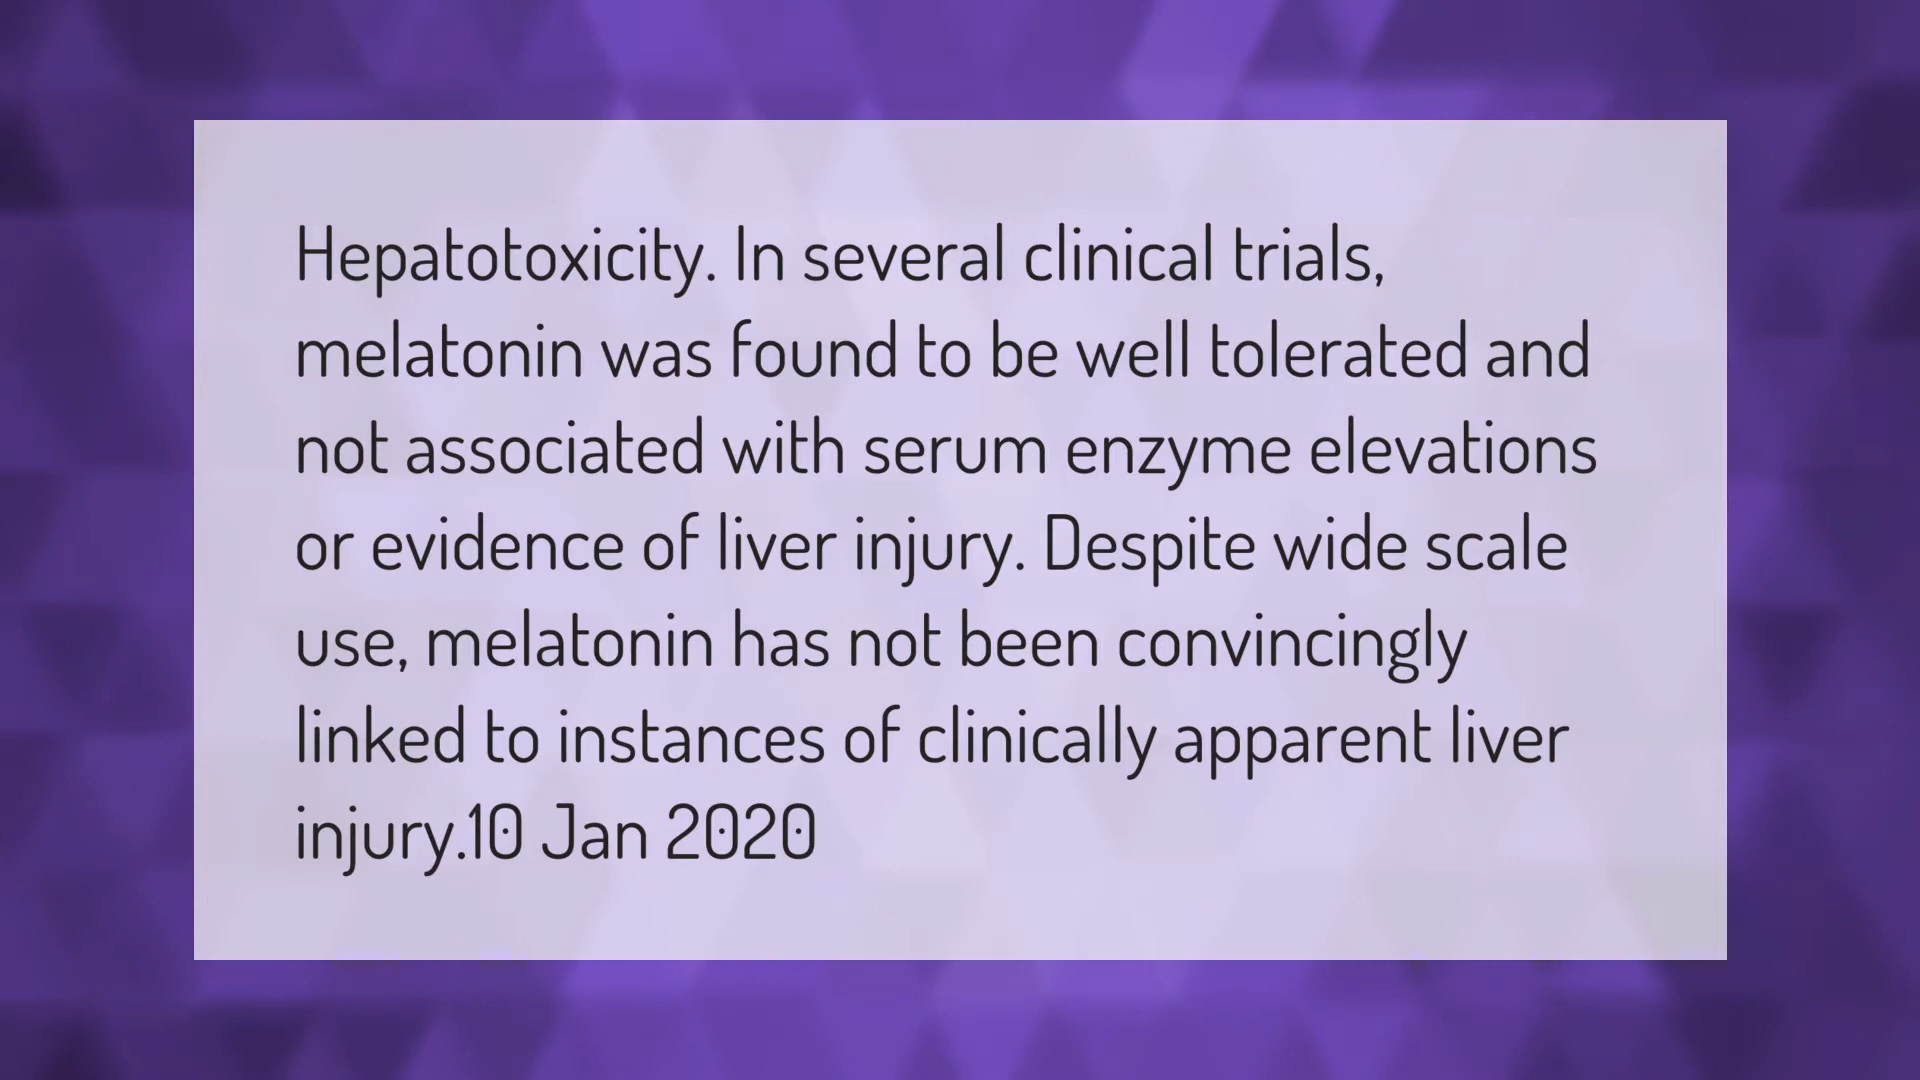 Hepatotoxicity. In several clinical trials,
melatonin was found to be well tolerated and
not associated with serum enzyme elevations
or evidence of liver injury. Despite wide scale
use, melatonin has not been convincingly
linked to instances of clinically apparent liver
injury.10 Jan 2020